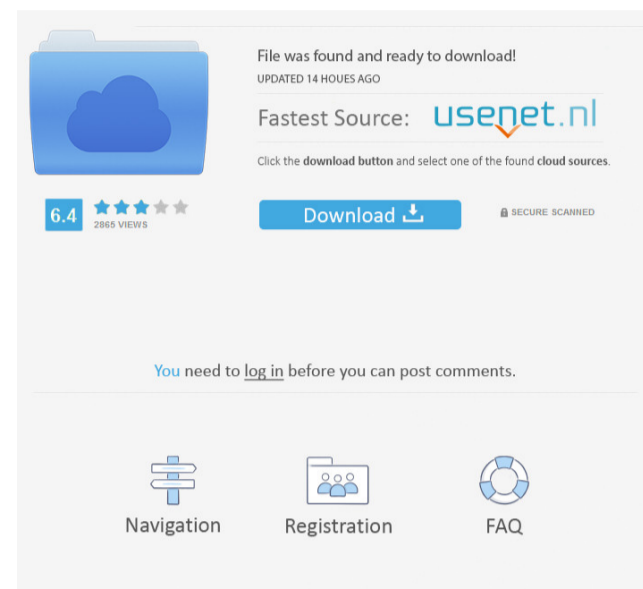 File was found and ready to download!
UPDATED 14 HOUES AGO
Fastest Source: usenet.nl
Click the download button and select one of the found cloud sources.
6.4
2865 VIEWS
Download
SECURE SCANNED
You need to log in before you can post comments.
Navigation
Registration
FAQ